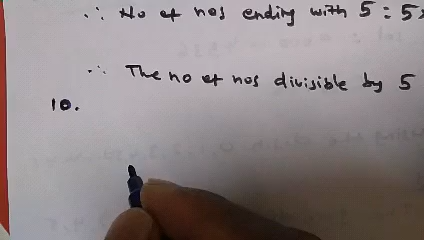 ∴ No of nos ending with 5 = 5
∴ The no of nos divisible by 5
10.